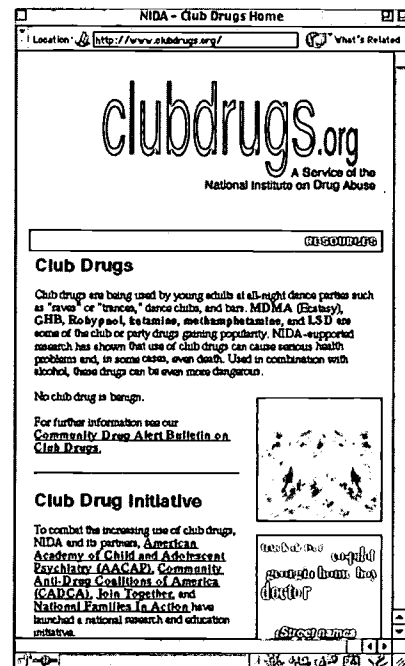 NIDA - Club Drugs Home
Location: http://www.clubdrugs.org/ What's Related
clubdrugs.org
A Service of the
National Institute on Drug Abuse
RESOURCES
Club Drugs
Club drugs are being used by young adults at all-night dance parties such
as "raves" or "trances," dance clubs, and bars. MDMA (Ecstasy),
GHB, Rohypnol, ketamine, methamphetamine, and LSD are
some of the club or party drugs gaining popularity. NIDA-supported
research has shown that use of club drugs can cause serious health
problems and, in some cases, even death. Used in combination with
alcohol, these drugs can be even more dangerous.
No club drug is benign.
For further information see our
Community Drug Alert Bulletin on
Club Drugs.
Club Drug Initiative
To combat the increasing use of club drugs,
NIDA and its partners, American
Academy of Child and Adolescent
Psychiatry (AACAP), Community
Anti-Drug Coalitions of America
(CADCA), Join Together, and
National Families In Action have
launched a national research and education
initiative.
liquid
georgia home boy
doctor
Street names